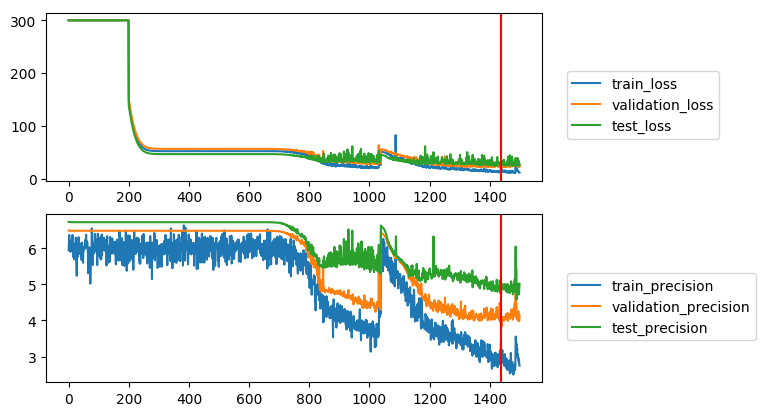 300
200
100
0
0 200 400 600 800 1000 1200 1400
train_loss
validation_loss
test_loss
6
5
4
3
0 200 400 600 800 1000 1200 1400
train_precision
validation_precision
test_precision